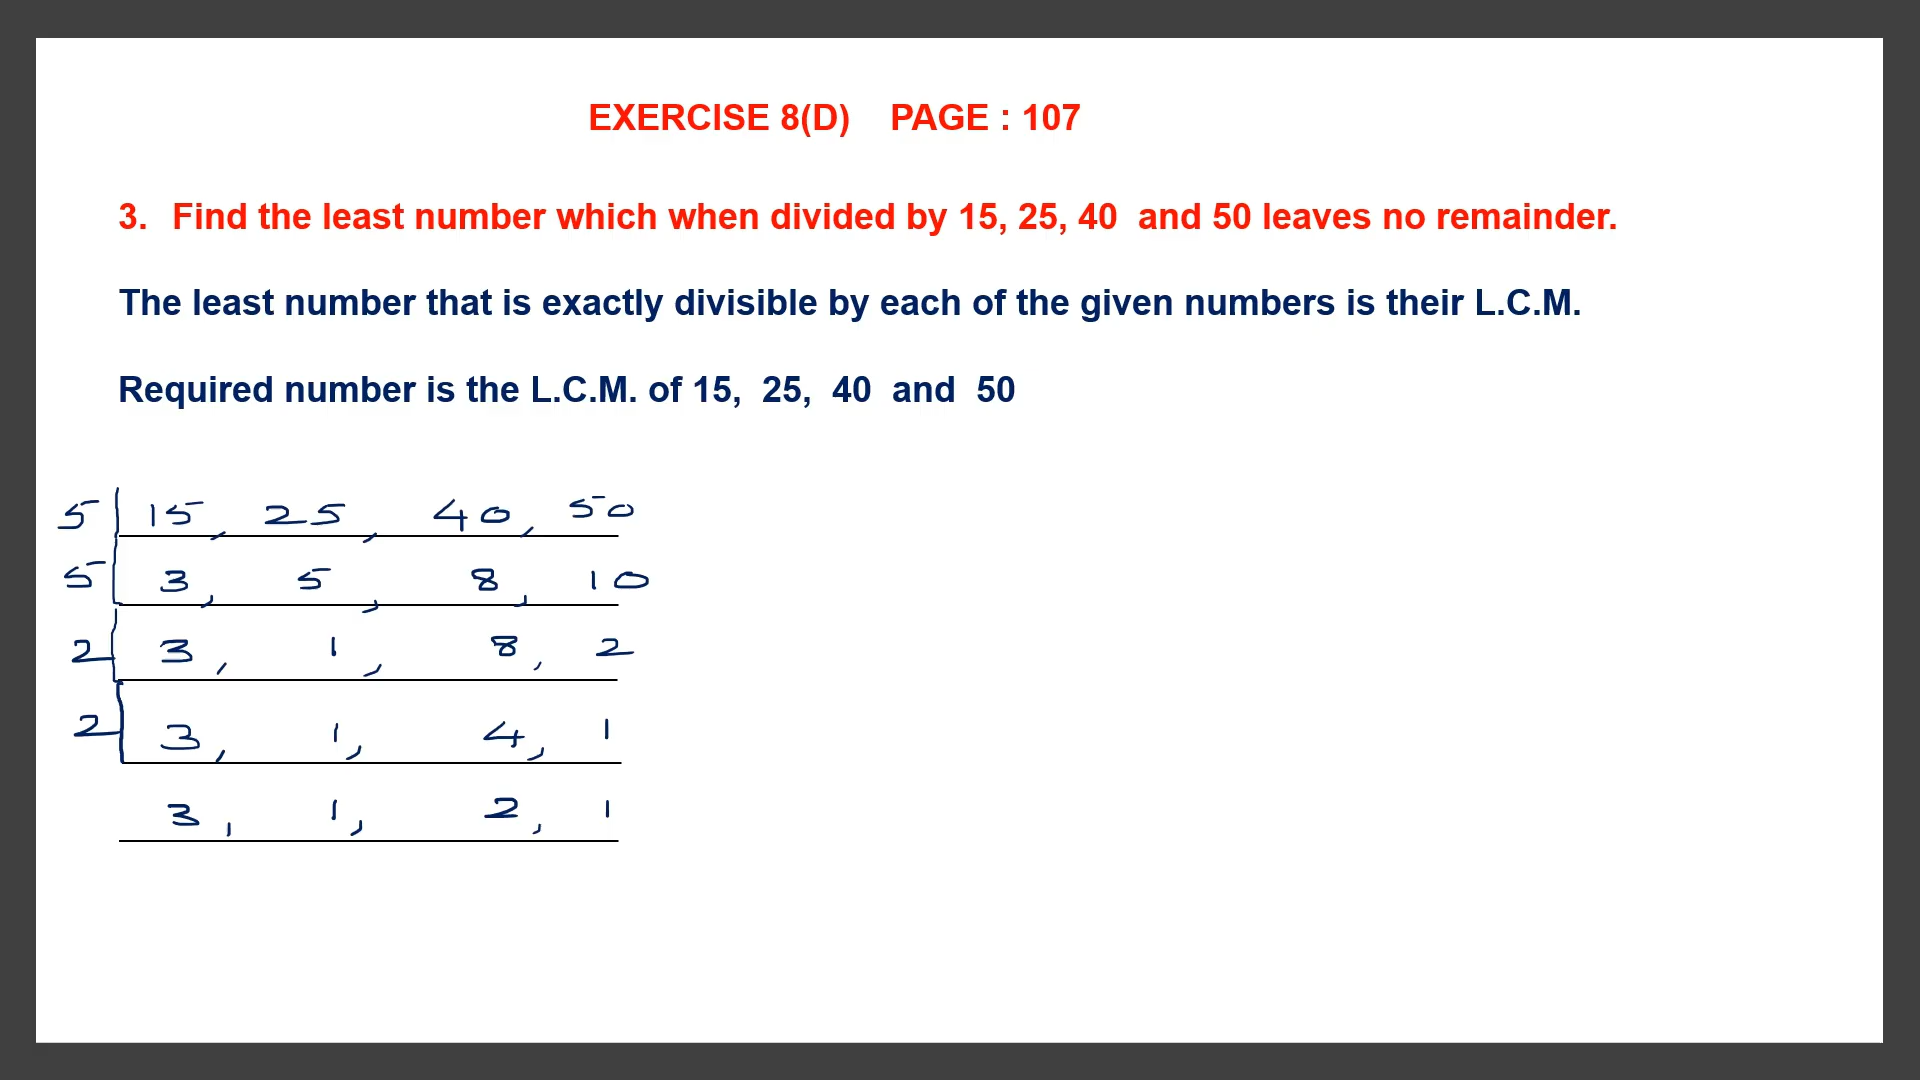 EXERCISE 8(D) PAGE : 107
3. Find the least number which when divided by 15, 25, 40 and 50 leaves no remainder.
The least number that is exactly divisible by each of the given numbers is their L.C.M.
Required number is the L.C.M. of 15, 25, 40 and 50
5 15, 25, 40, 50
5 3, 5, 8, 10
2 3, 1, 8, 2
2 3, 1, 4, 1
3, 1, 2, 1